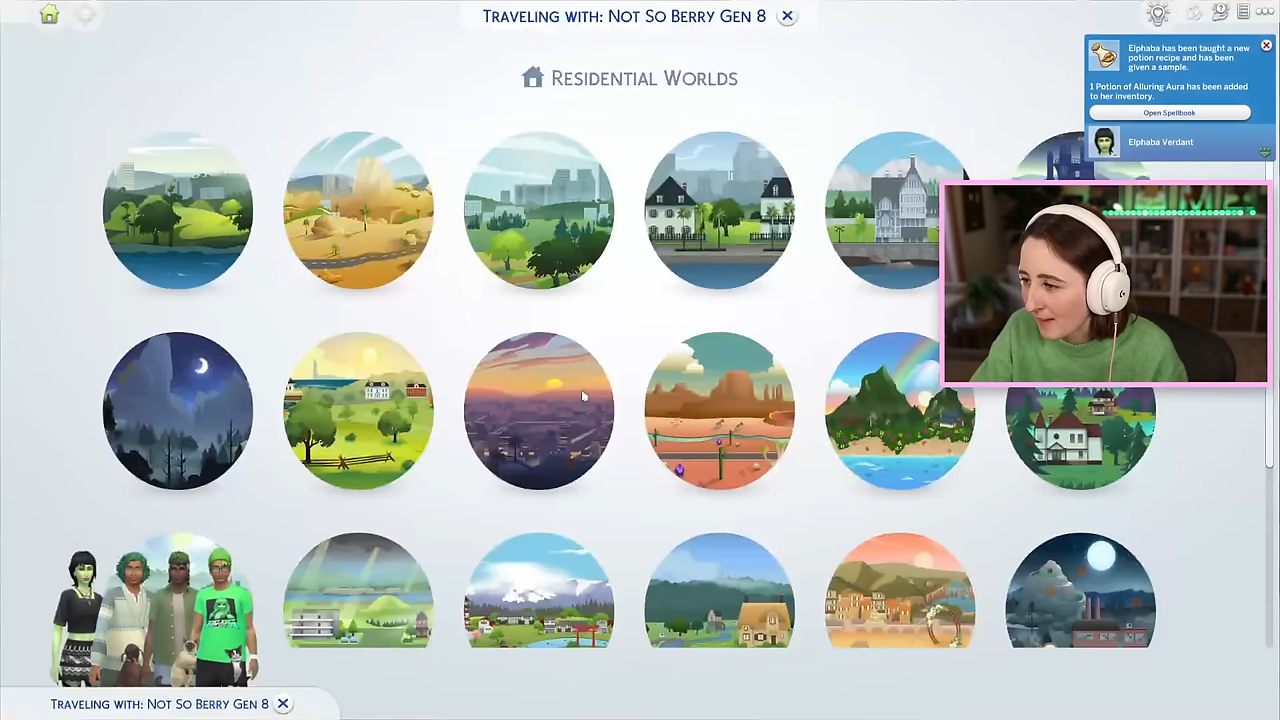 Traveling with: Not So Berry Gen 8
Residential Worlds
Elphaba has been taught a new
potion recipe and has been
given a sample.
1 Potion of Alluring Aura has been added
to her inventory.
Open Spellbook
Elphaba Verdant
Traveling with: Not So Berry Gen 8